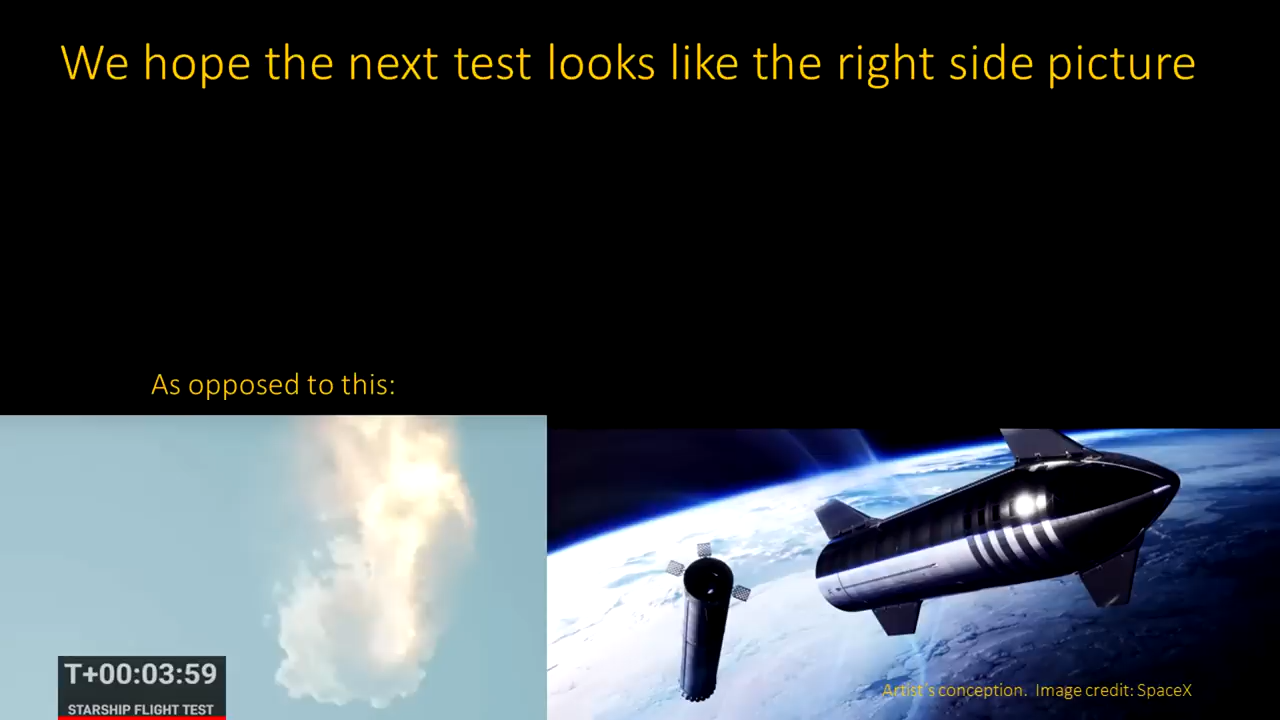 We hope the next test looks like the right side picture
As opposed to this:
T+00:03:59
STARSHIP FLIGHT TEST
Artist's conception. Image credit: SpaceX